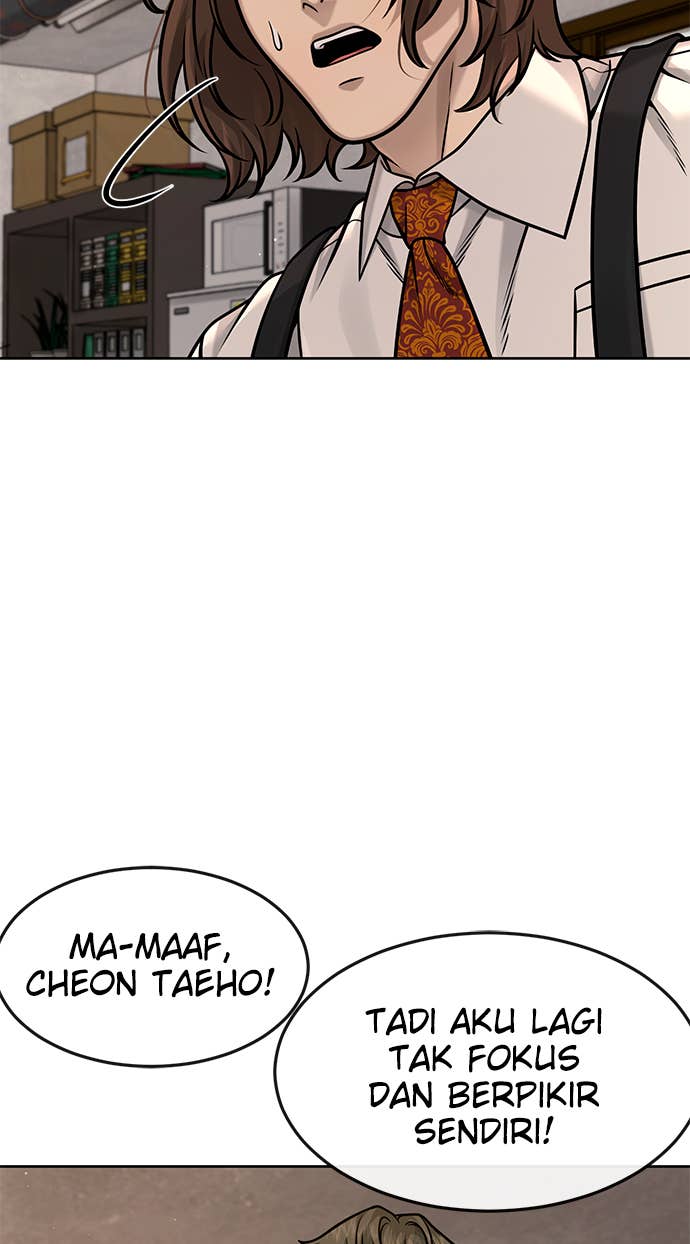 MA-MAAF,
CHEON TAEHO!
TADI AKU LAGI
TAK FOKUS
DAN BERPIKIR
SENDIRI!